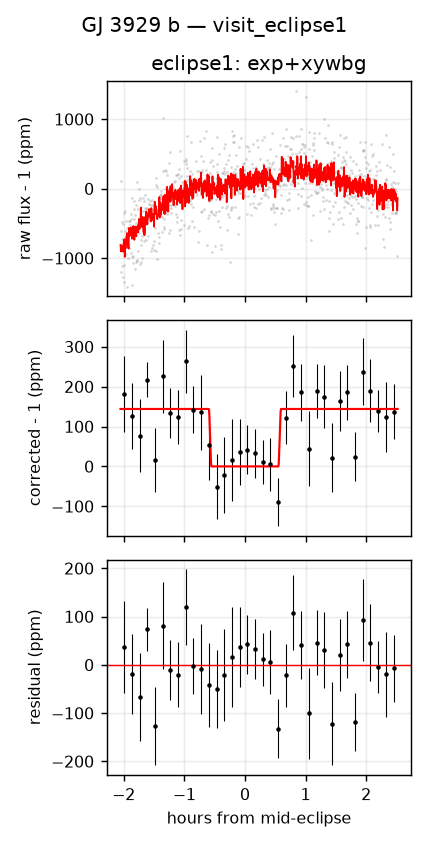 GJ 3929 b — visit_eclipse1
eclipse1: exp+xywbg
raw flux - 1 (ppm)
1000
0
−1000
corrected - 1 (ppm)
300
200
100
0
−100
residual (ppm)
200
100
0
−100
−200
−2 −1 0 1 2
hours from mid-eclipse